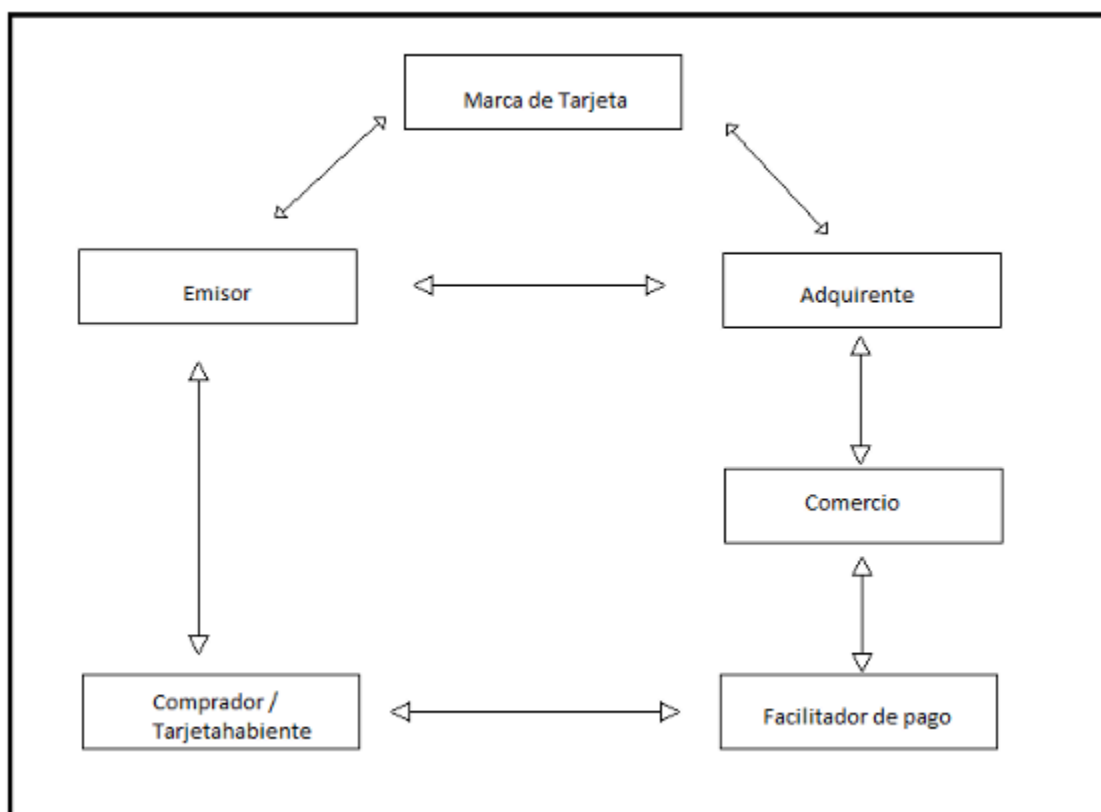 Marca de Tarjeta
Emisor
Adquirente
Comercio
Comprador /
Tarjetahabiente
Facilitador de pago